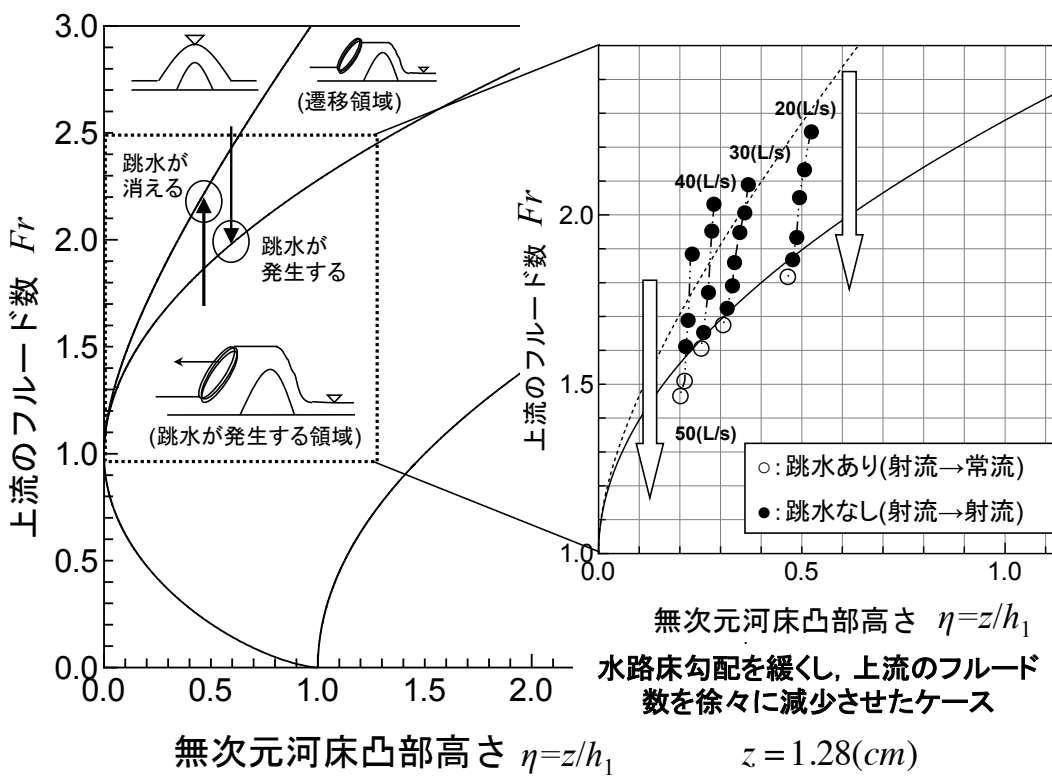 3.0
2.5
2.0
1.5
1.0
0.5
0.0
上流のフルード数 Fr
(遷移領域)
跳水が
消える
跳水が
発生する
(跳水が発生する領域)
0.0 0.5 1.0 1.5 2.0
無次元河床凸部高さ η=z/h1
上流のフルード数 Fr
2.0
1.5
1.0
20(L/s)
30(L/s)
40(L/s)
50(L/s)
○:跳水あり(射流→常流)
●:跳水なし(射流→射流)
0.0 0.5 1.0
無次元河床凸部高さ η=z/h1
水路床勾配を緩くし，上流のフルード
数を徐々に減少させたケース
z = 1.28(cm)